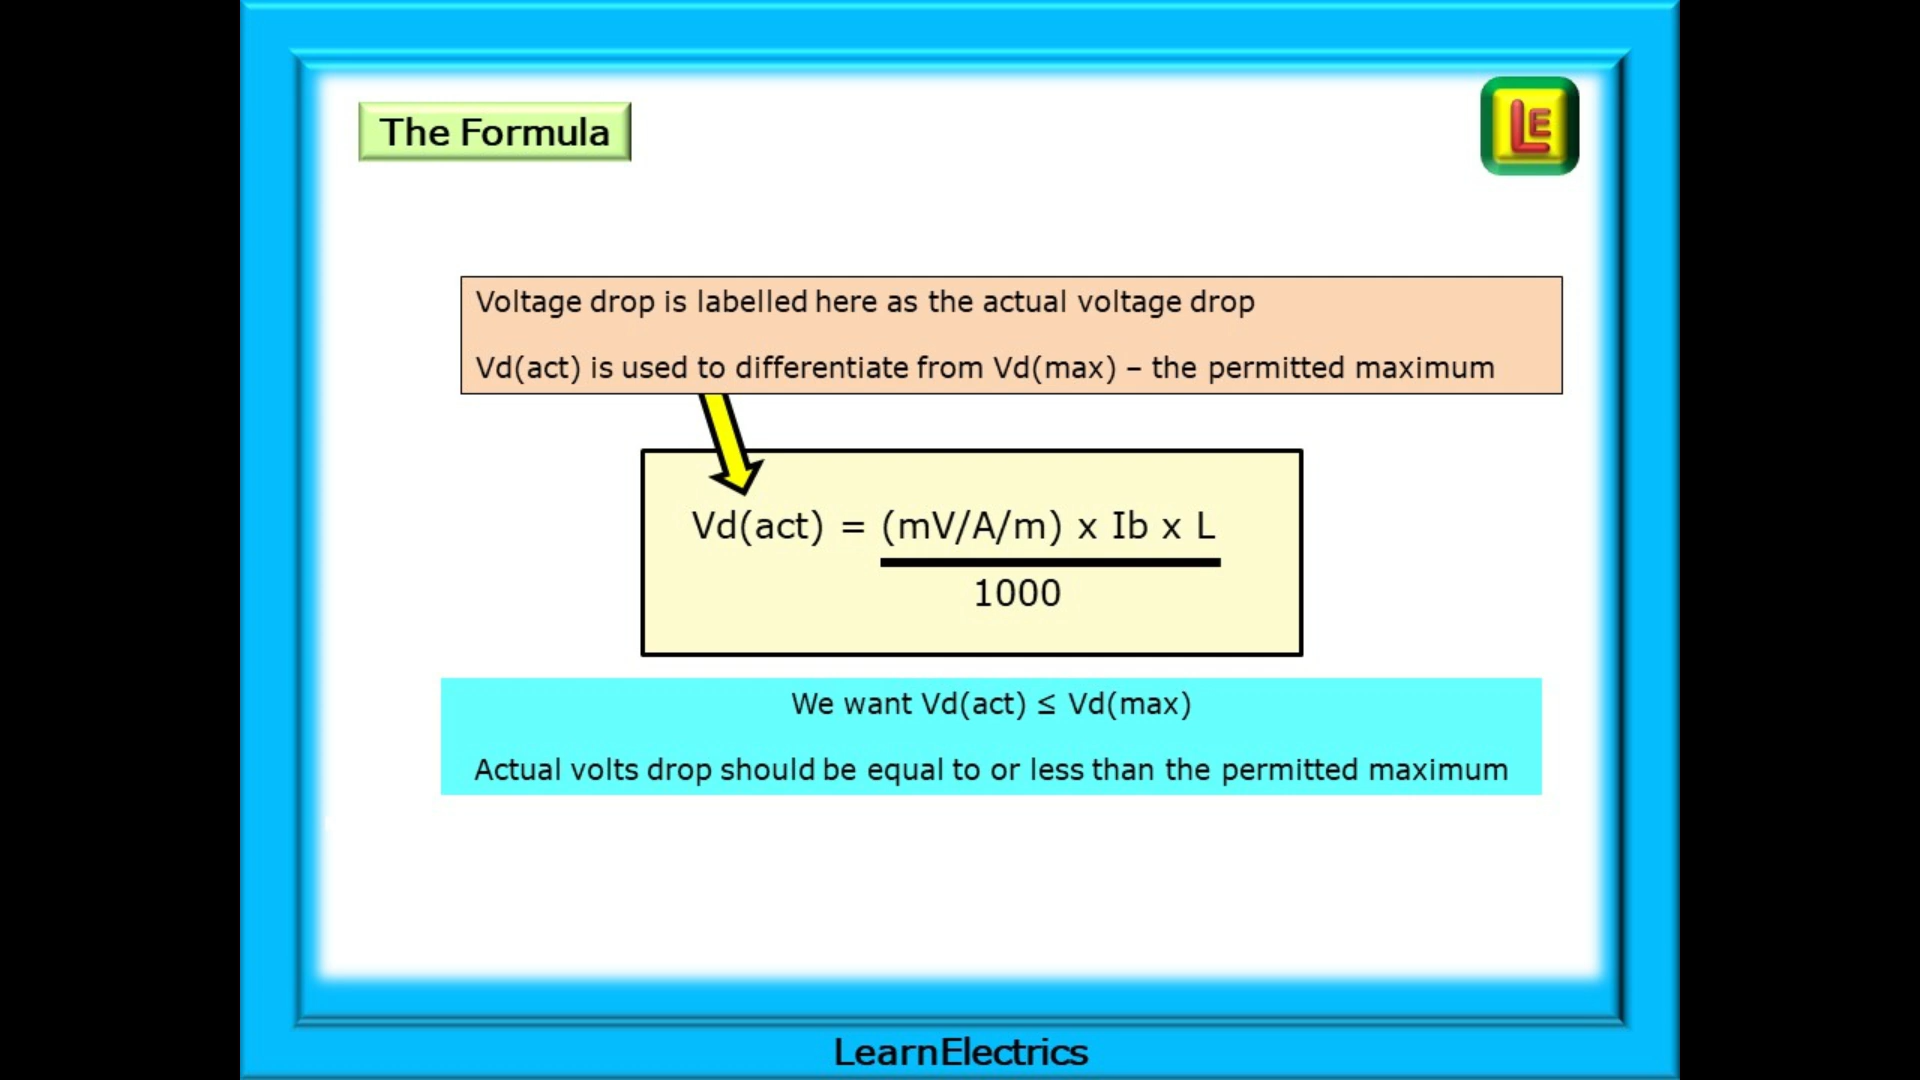 The Formula
LE
Voltage drop is labelled here as the actual voltage drop
Vd(act) is used to differentiate from Vd(max) – the permitted maximum
Vd(act) = (mV/A/m) x Ib x L
1000
We want Vd(act) ≤ Vd(max)
Actual volts drop should be equal to or less than the permitted maximum
LearnElectrics